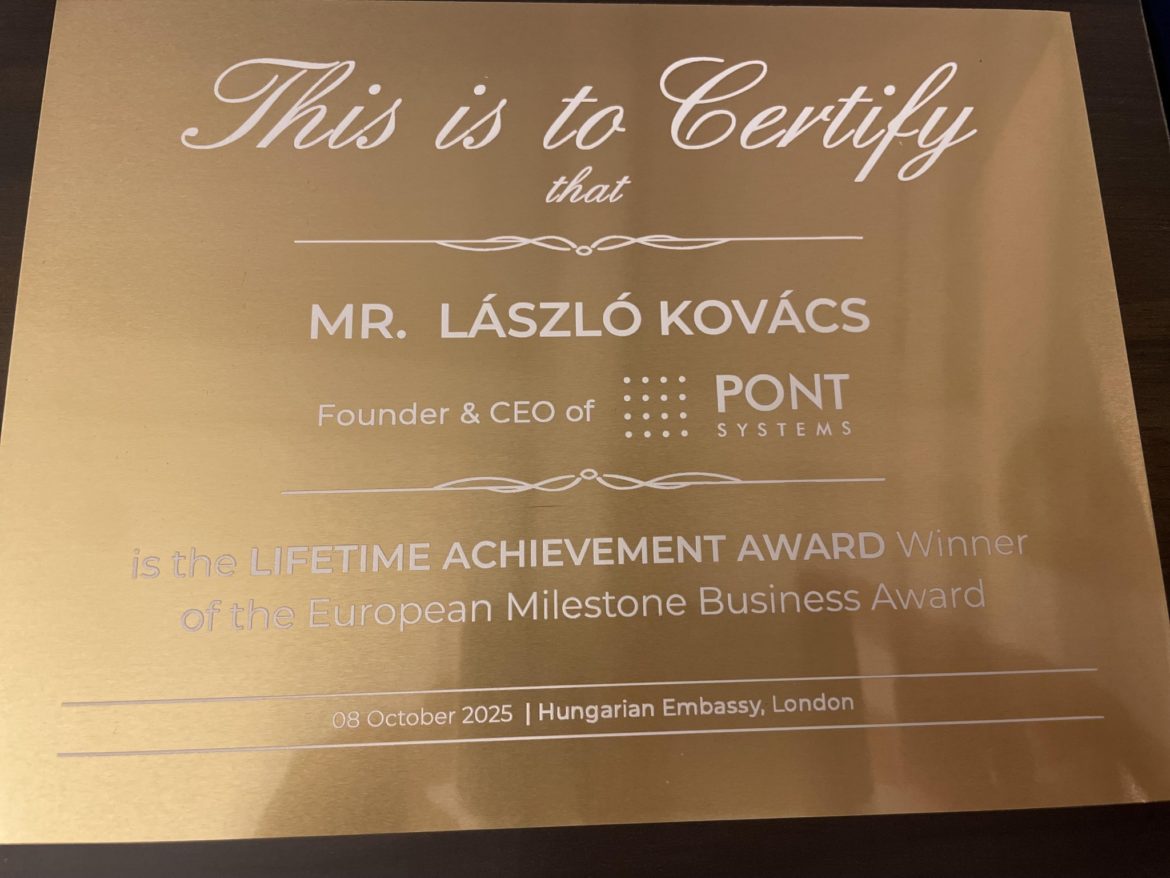 This is to Certify
that
MR. LÁSZLÓ KOVÁCS
Founder & CEO of PONT SYSTEMS
is the LIFETIME ACHIEVEMENT AWARD Winner
of the European Milestone Business Award
08 October 2025 | Hungarian Embassy, London